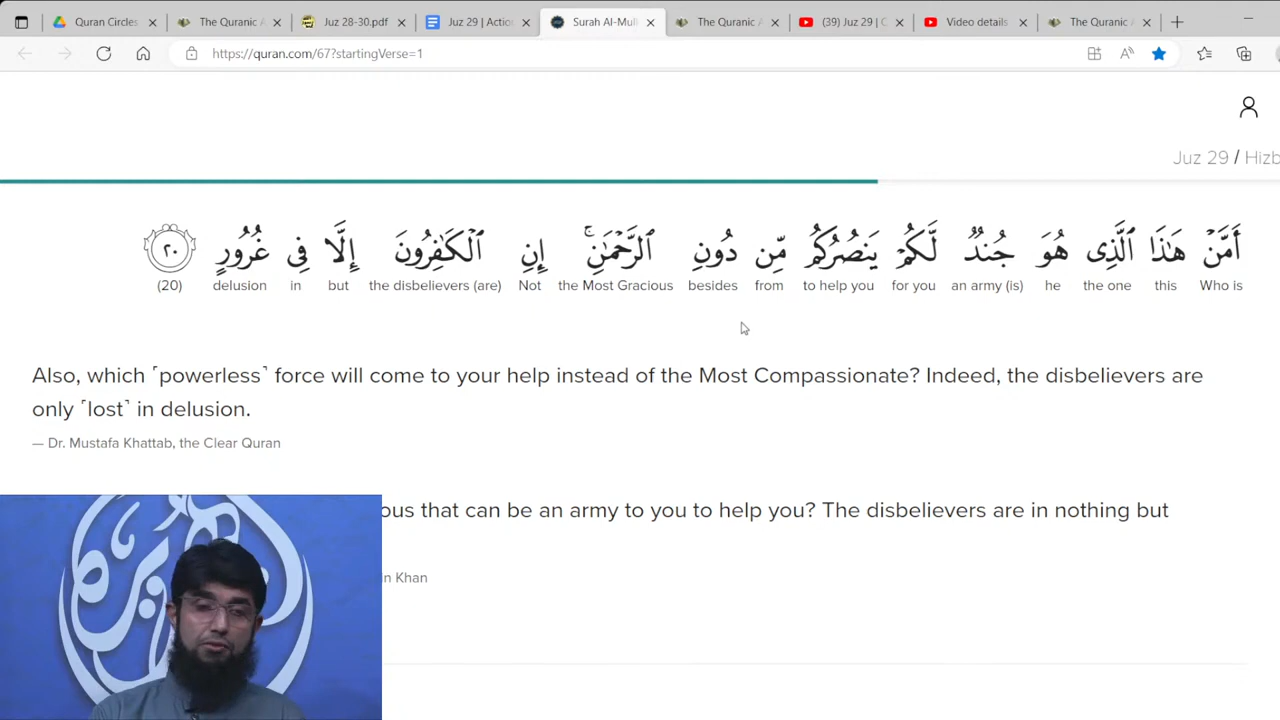 Quran Circles
The Quranic A
Juz 28-30.pdf
Juz 29 | Actio
Surah Al-Mul
The Quranic A
(39) Juz 29 | C
Video details
The Quranic A
https://quran.com/67?startingVerse=1
Juz 29 / Hizb
أَمَّنْ هَٰذَا ٱلَّذِى هُوَ جُندٌ لَّكُمْ يَنصُرُكُم مِّن دُونِ ٱلرَّحْمَٰنِ ۚ إِنِ ٱلْكَٰفِرُونَ إِلَّا فِى غُرُورٍ ٢٠
(20) delusion in but the disbelievers (are) Not the Most Gracious besides from to help you for you an army (is) he the one this Who is
Also, which ˹powerless˺ force will come to your help instead of the Most Compassionate? Indeed, the disbelievers are
only ˹lost˺ in delusion.
— Dr. Mustafa Khattab, the Clear Quran
ous that can be an army to you to help you? The disbelievers are in nothing but
in Khan